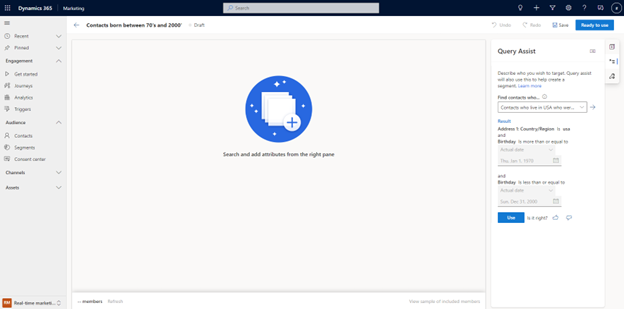 Dynamics 365
Marketing
Search
Contacts born between 70's and 2000'
Draft
Undo
Redo
Save
Ready to use
Recent
Pinned
Engagement
Get started
Journeys
Analytics
Triggers
Audience
Contacts
Segments
Consent center
Channels
Assets
Real-time market...
Search and add attributes from the right pane
members
Refresh
View sample of included members
Query Assist
Describe who you wish to target. Query assist
will also use this to help create a
segment. Learn more
Find contacts who...
Contacts who live in USA who wer...
Result
Address 1: Country/Region is usa
and
Birthday is more than or equal to
Actual date
Thu, Jan 1, 1970
and
Birthday is less than or equal to
Actual date
Sun, Dec 31, 2000
Use
Is it right?